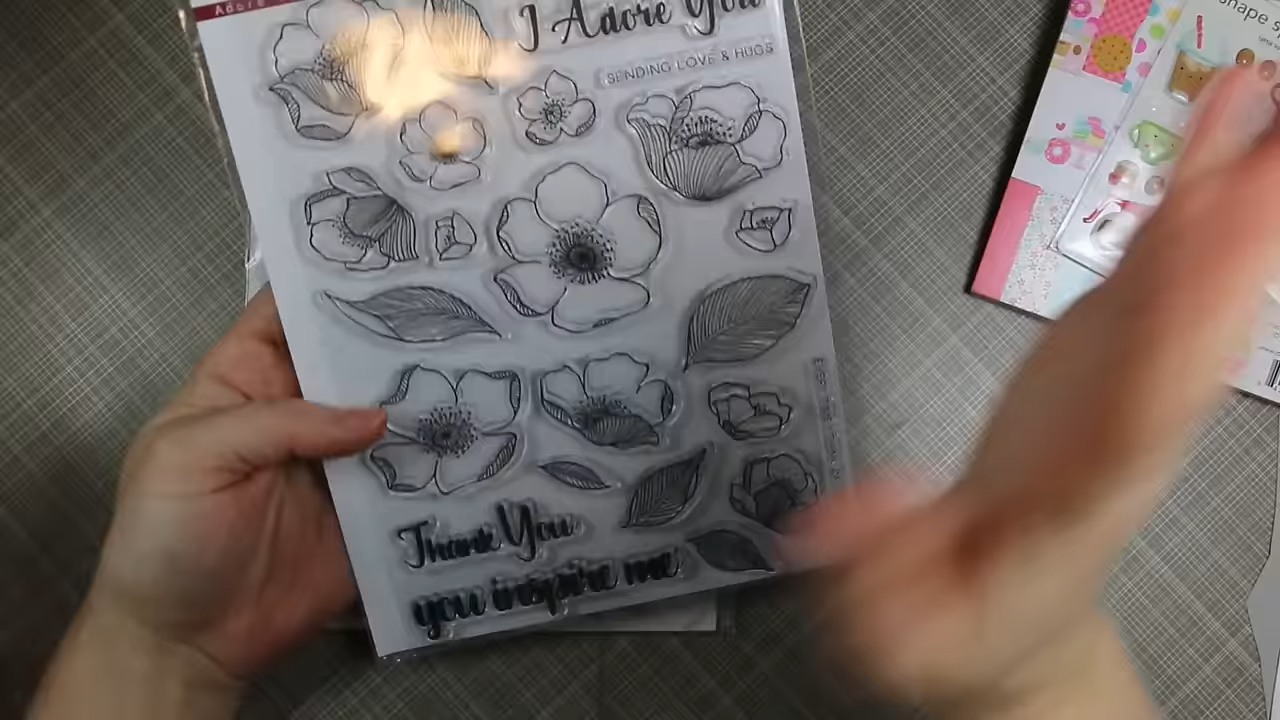 Adore
I Adore You
SENDING LOVE & HUGS
Thank You
you inspire me